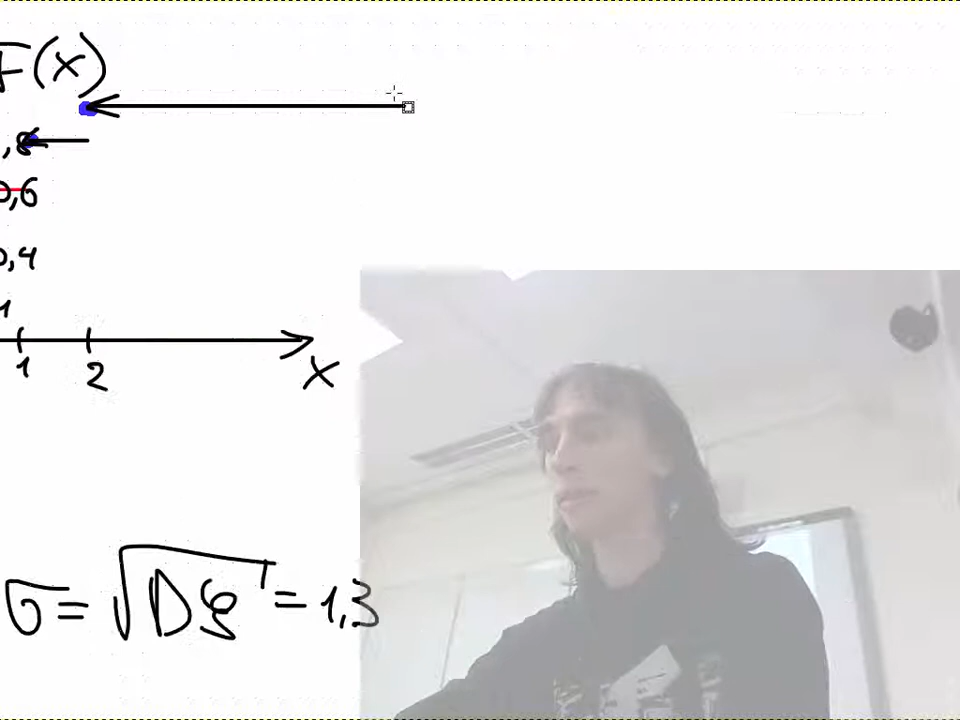 F(x)
,8
0,6
0,4
1
1 2 x
σ = √Dξ = 1,3